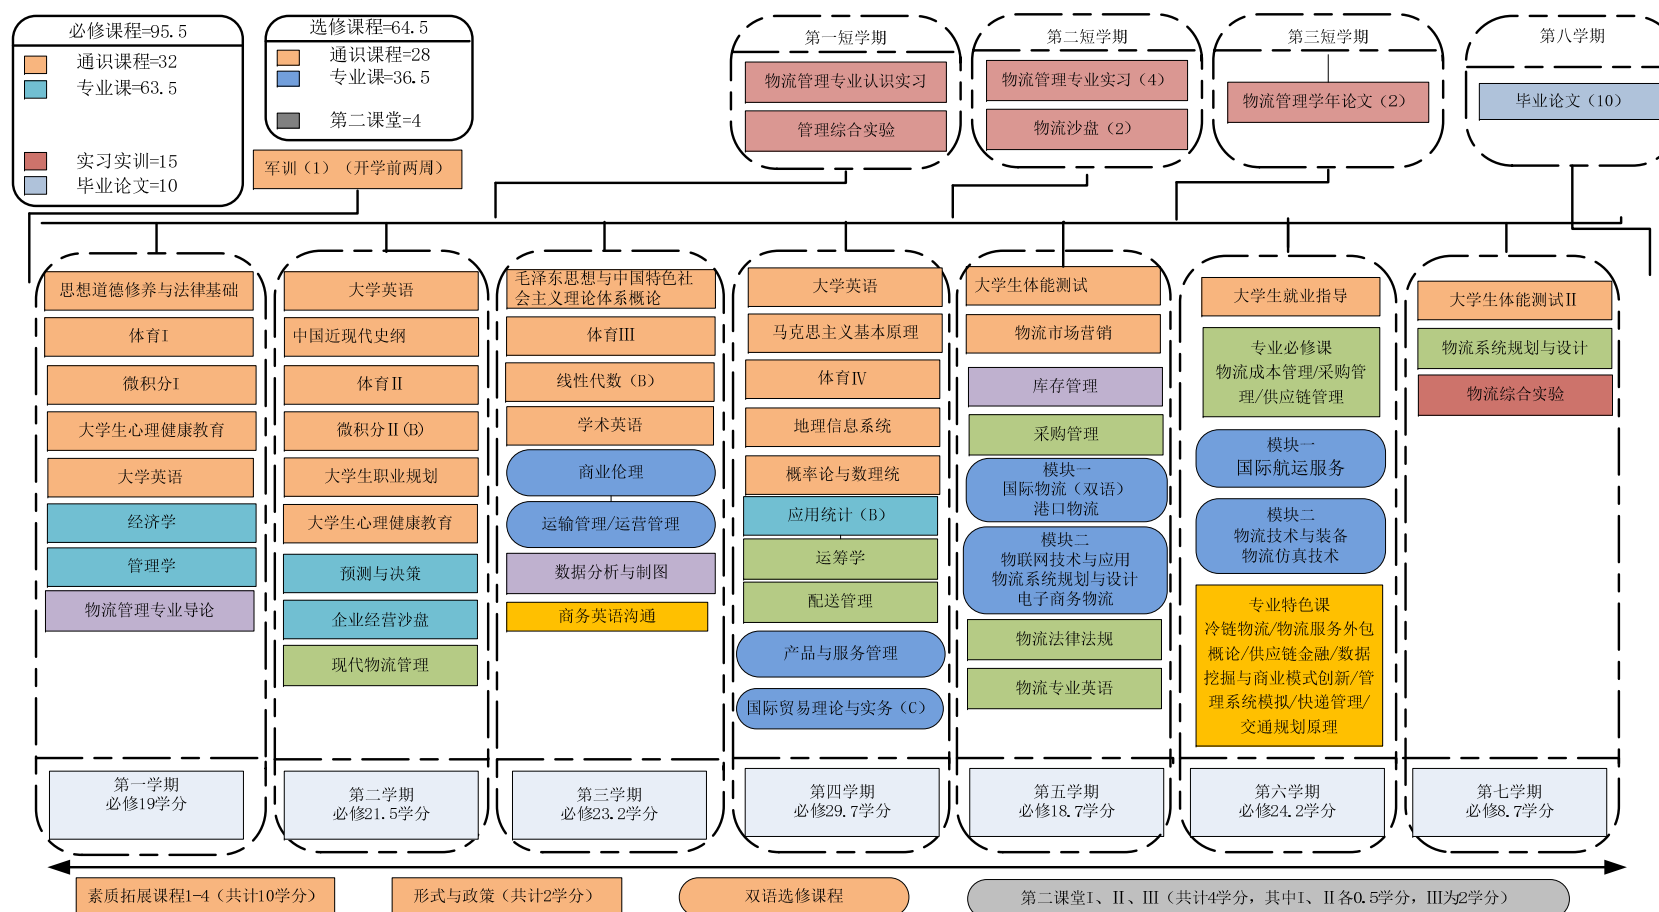 必修课程=95.5
通识课程=32
专业课=63.5
实习实训=15
毕业论文=10
选修课程=64.5
通识课程=28
专业课=36.5
第二课堂=4
军训（1）（开学前两周）
第一短学期
物流管理专业认识实习
管理综合实验
第二短学期
物流管理专业实习（4）
物流沙盘（2）
第三短学期
物流管理学年论文（2）
第八学期
毕业论文（10）
思想道德修养与法律基础
体育I
微积分I
大学生心理健康教育
大学英语
经济学
管理学
物流管理专业导论
第一学期
必修19学分
大学英语
中国近现代史纲
体育II
微积分II(B)
大学生职业规划
大学生心理健康教育
预测与决策
企业经营沙盘
现代物流管理
第二学期
必修21.5学分
毛泽东思想与中国特色社
会主义理论体系概论
体育III
线性代数（B）
学术英语
商业伦理
运输管理/运营管理
数据分析与制图
商务英语沟通
第三学期
必修23.2学分
大学英语
马克思主义基本原理
体育IV
地理信息系统
概率论与数理统
应用统计（B）
运筹学
配送管理
产品与服务管理
国际贸易理论与实务（C）
第四学期
必修29.7学分
大学生体能测试
物流市场营销
库存管理
采购管理
模块一
国际物流（双语）
港口物流
模块二
物联网技术与应用
物流系统规划与设计
电子商务物流
物流法律法规
物流专业英语
第五学期
必修18.7学分
大学生就业指导
专业必修课
物流成本管理/采购管
理/供应链管理
模块一
国际航运服务
模块二
物流技术与装备
物流仿真技术
专业特色课
冷链物流/物流服务外包
概论/供应链金融/数据
挖掘与商业模式创新/管
理系统模拟/快递管理/
交通规划原理
第六学期
必修24.2学分
大学生体能测试II
物流系统规划与设计
物流综合实验
第七学期
必修8.7学分
素质拓展课程1-4（共计10学分）
形式与政策（共计2学分）
双语选修课程
第二课堂I、II、III（共计4学分，其中I、II各0.5学分，III为2学分）